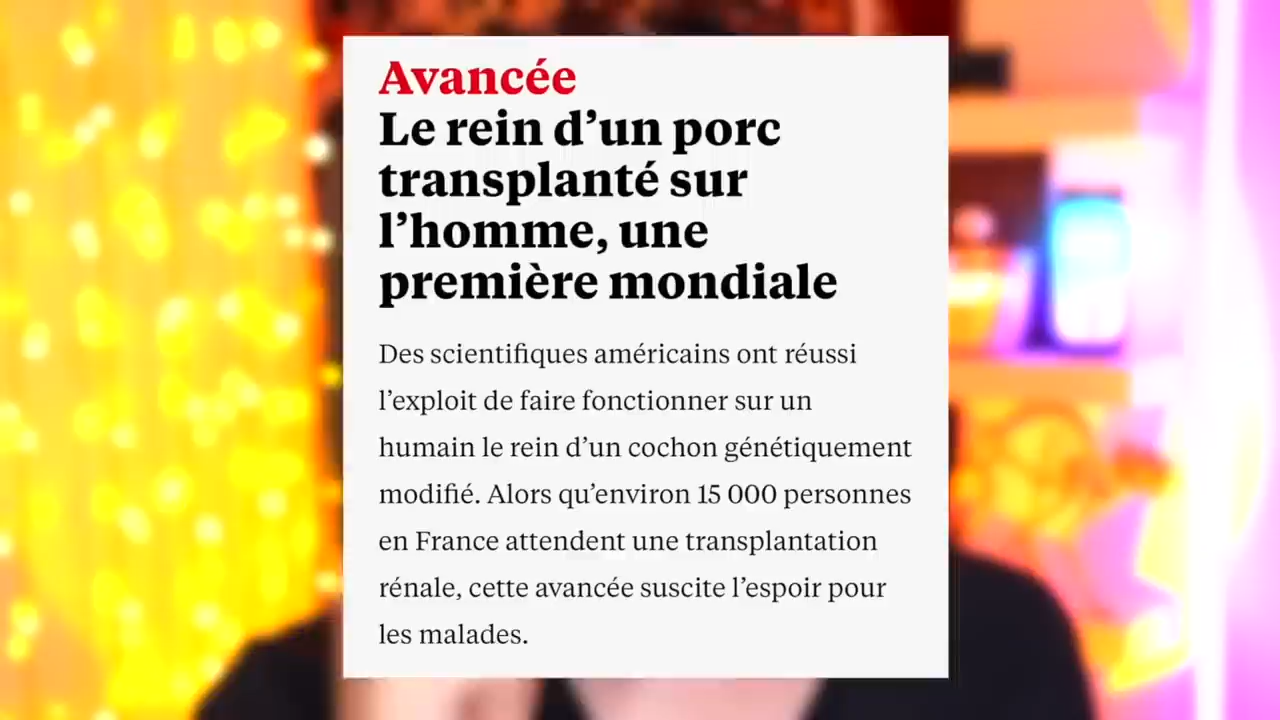 Avancée
Le rein d’un porc
transplanté sur
l’homme, une
première mondiale
Des scientifiques américains ont réussi
l’exploit de faire fonctionner sur un
humain le rein d’un cochon génétiquement
modifié. Alors qu’environ 15 000 personnes
en France attendent une transplantation
rénale, cette avancée suscite l’espoir pour
les malades.